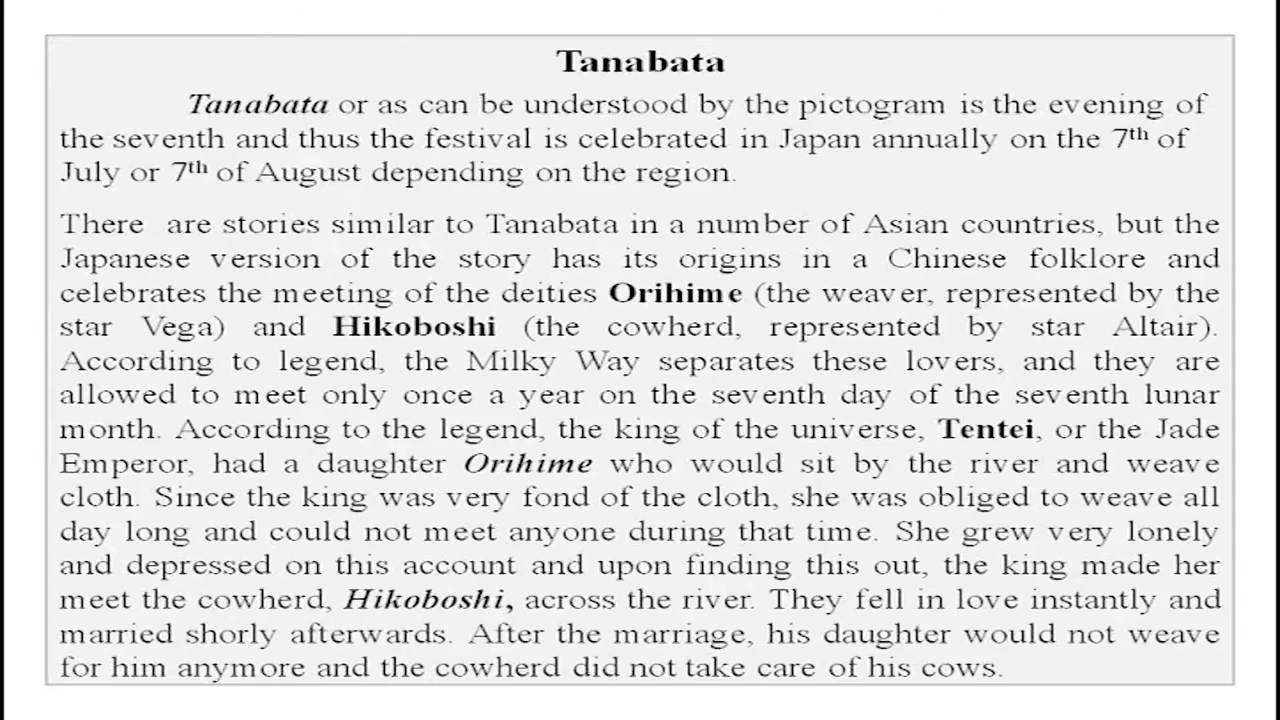 Tanabata
Tanabata or as can be understood by the pictogram is the evening of
the seventh and thus the festival is celebrated in Japan annually on the 7th of
July or 7th of August depending on the region.
There are stories similar to Tanabata in a number of Asian countries, but the
Japanese version of the story has its origins in a Chinese folklore and
celebrates the meeting of the deities Orihime (the weaver, represented by the
star Vega) and Hikoboshi (the cowherd, represented by star Altair).
According to legend, the Milky Way separates these lovers, and they are
allowed to meet only once a year on the seventh day of the seventh lunar
month. According to the legend, the king of the universe, Tentei, or the Jade
Emperor, had a daughter Orihime who would sit by the river and weave
cloth. Since the king was very fond of the cloth, she was obliged to weave all
day long and could not meet anyone during that time. She grew very lonely
and depressed on this account and upon finding this out, the king made her
meet the cowherd, Hikoboshi, across the river. They fell in love instantly and
married shorly afterwards. After the marriage, his daughter would not weave
for him anymore and the cowherd did not take care of his cows.